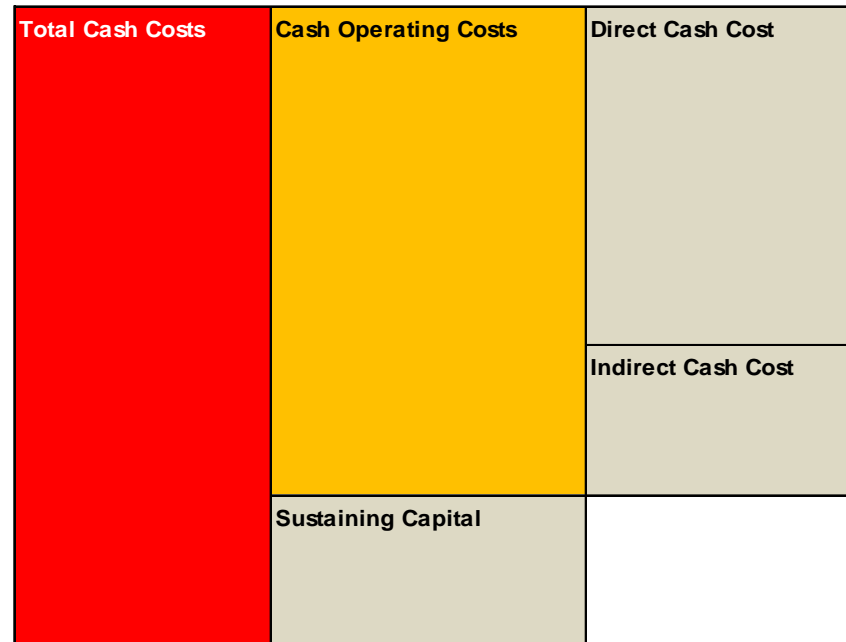 Total Cash Costs
Cash Operating Costs
Direct Cash Cost
Indirect Cash Cost
Sustaining Capital